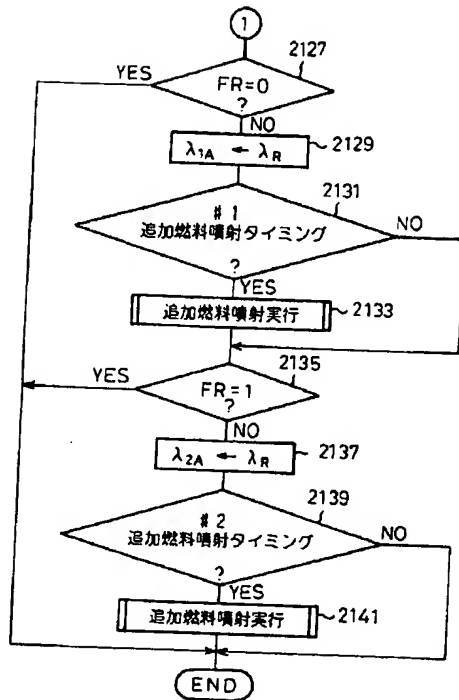 1
2127
YES
FR=0
?
NO
λ1A ← λR
2129
2131
#1
追加燃料噴射タイミング
NO
?
YES
追加燃料噴射実行
2133
2135
YES
FR=1
?
NO
λ2A ← λR
2137
2139
#2
追加燃料噴射タイミング
NO
?
YES
追加燃料噴射実行
2141
END